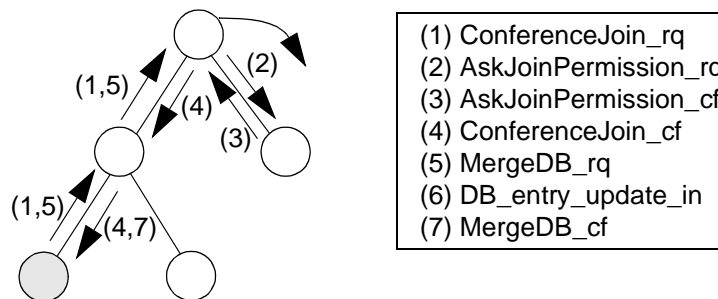 (1) ConferenceJoin_rq
(2)
(2) AskJoinPermission_rq
(1,5)
(4)
(3) AskJoinPermission_cf
(3)
(4) ConferenceJoin_cf
(5) MergeDB_rq
(1,5)
(4,7)
(6) DB_entry_update_in
(7) MergeDB_cf